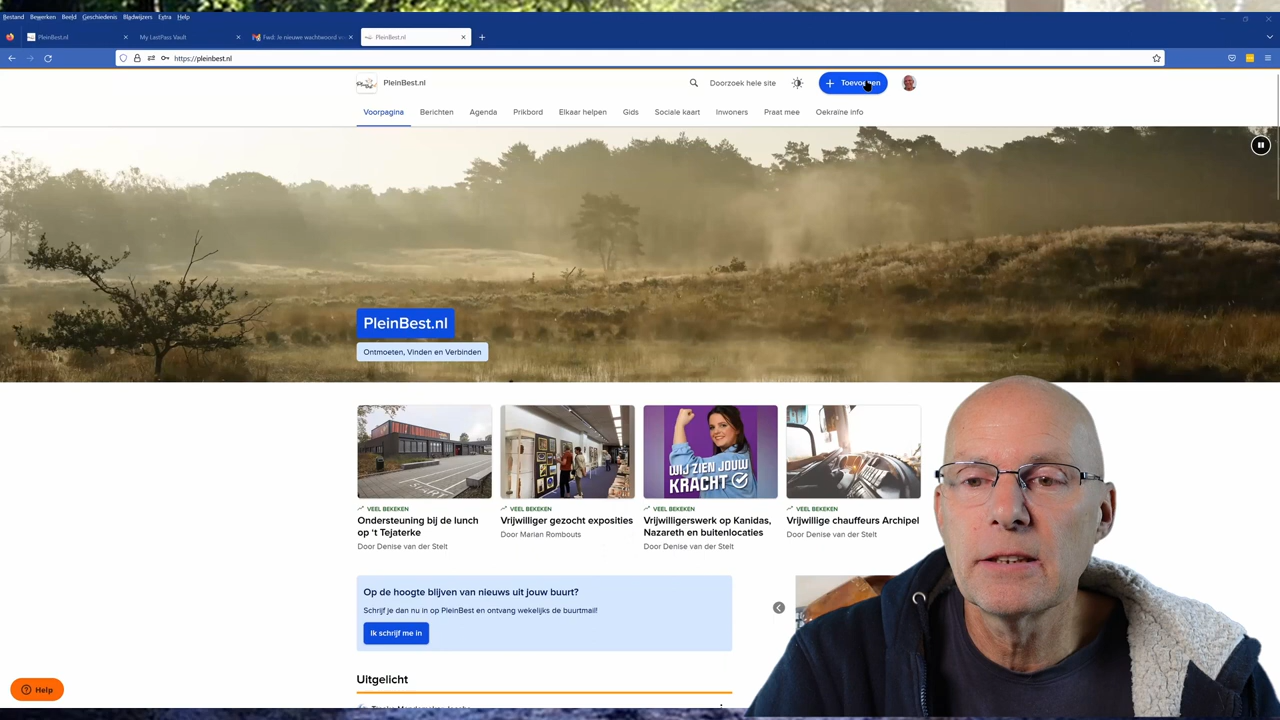 Bestand Bewerken Beeld Geschiedenis Bladwijzers Extra Help
PleinBest.nl
My LastPass Vault
Fwd: Je nieuwe wachtwoord
PleinBest.nl
https://pleinbest.nl
PleinBest.nl
Doorzoek hele site
Toevoegen
Voorpagina Berichten Agenda Prikbord Elkaar helpen Gids Sociale kaart Inwoners Praat mee Oekraïne info
PleinBest.nl
Ontmoeten, Vinden en Verbinden
WIJ ZIEN JOUW
KRACHT
VEEL BEKEKEN
Ondersteuning bij de lunch
op 't Tejaterke
Door Denise van der Stelt
VEEL BEKEKEN
Vrijwilliger gezocht exposities
Door Marian Rombouts
VEEL BEKEKEN
Vrijwilligerswerk op Kanidas,
Nazareth en buitenlocaties
Door Denise van der Stelt
VEEL BEKEKEN
Vrijwillige chauffeurs Archipel
Door Denise van der Stelt
Op de hoogte blijven van nieuws uit jouw buurt?
Schrijf je dan nu in op PleinBest en ontvang wekelijks de buurtmail!
Ik schrijf me in
Help
Uitgelicht